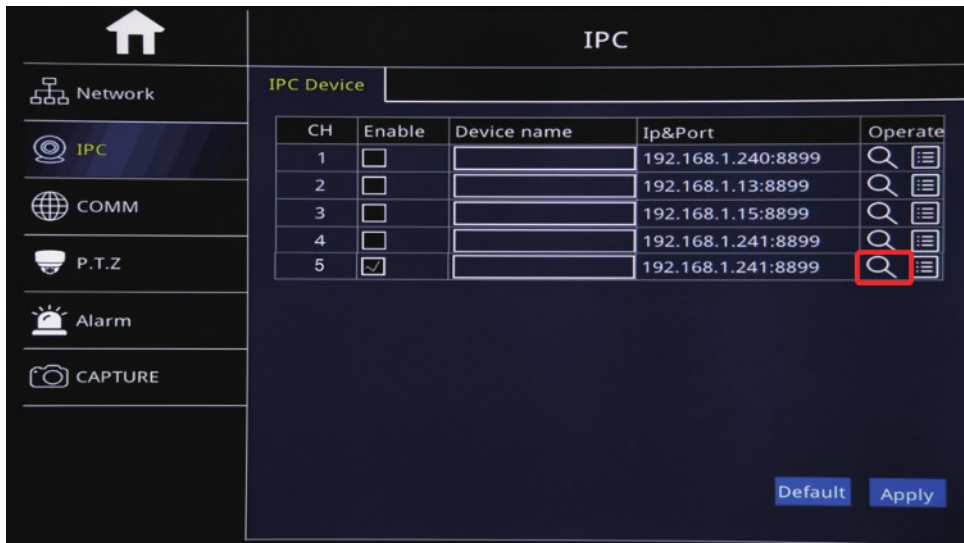 IPC
Network
IPC
COMM
P.T.Z
Alarm
CAPTURE
IPC Device
CH Enable Device name Ip&Port Operate
1 192.168.1.240:8899
2 192.168.1.13:8899
3 192.168.1.15:8899
4 192.168.1.241:8899
5 192.168.1.241:8899
Default Apply